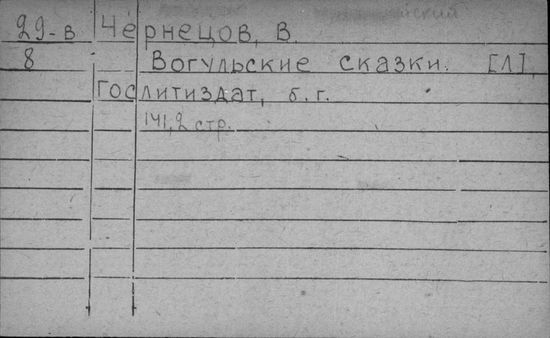 29-в Чернецов, В.
8 Вогульские сказки. [Л],
Гослитиздат, б.г.
141,2 стр.